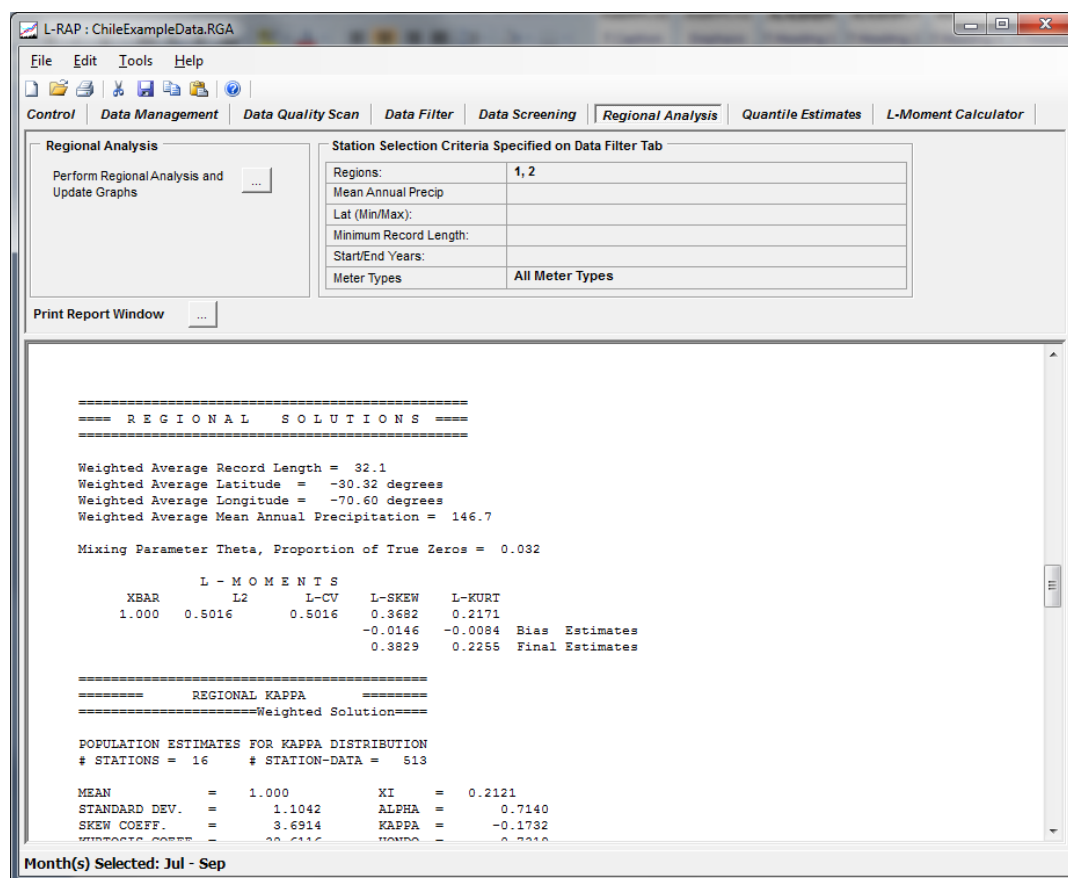 L-RAP : ChileExampleData.RGA
File Edit Tools Help
Control Data Management Data Quality Scan Data Filter Data Screening Regional Analysis Quantile Estimates L-Moment Calculator
Regional Analysis
Perform Regional Analysis and
Update Graphs
...
Station Selection Criteria Specified on Data Filter Tab
Regions: 1, 2
Mean Annual Precip
Lat (Min/Max):
Minimum Record Length:
Start/End Years:
Meter Types All Meter Types
Print Report Window ...
================================================
==== R E G I O N A L S O L U T I O N S ====
================================================
Weighted Average Record Length = 32.1
Weighted Average Latitude = -30.32 degrees
Weighted Average Longitude = -70.60 degrees
Weighted Average Mean Annual Precipitation = 146.7
Mixing Parameter Theta, Proportion of True Zeros = 0.032
L - M O M E N T S
XBAR L2 L-CV L-SKEW L-KURT
1.000 0.5016 0.5016 0.3682 0.2171
-0.0146 -0.0084 Bias Estimates
0.3829 0.2255 Final Estimates
===========================================
======== REGIONAL KAPPA ========
======================Weighted Solution====
POPULATION ESTIMATES FOR KAPPA DISTRIBUTION
# STATIONS = 16 # STATION-DATA = 513
MEAN = 1.000 XI = 0.2121
STANDARD DEV. = 1.1042 ALPHA = 0.7140
SKEW COEFF. = 3.6914 KAPPA = -0.1732
Month(s) Selected: Jul - Sep